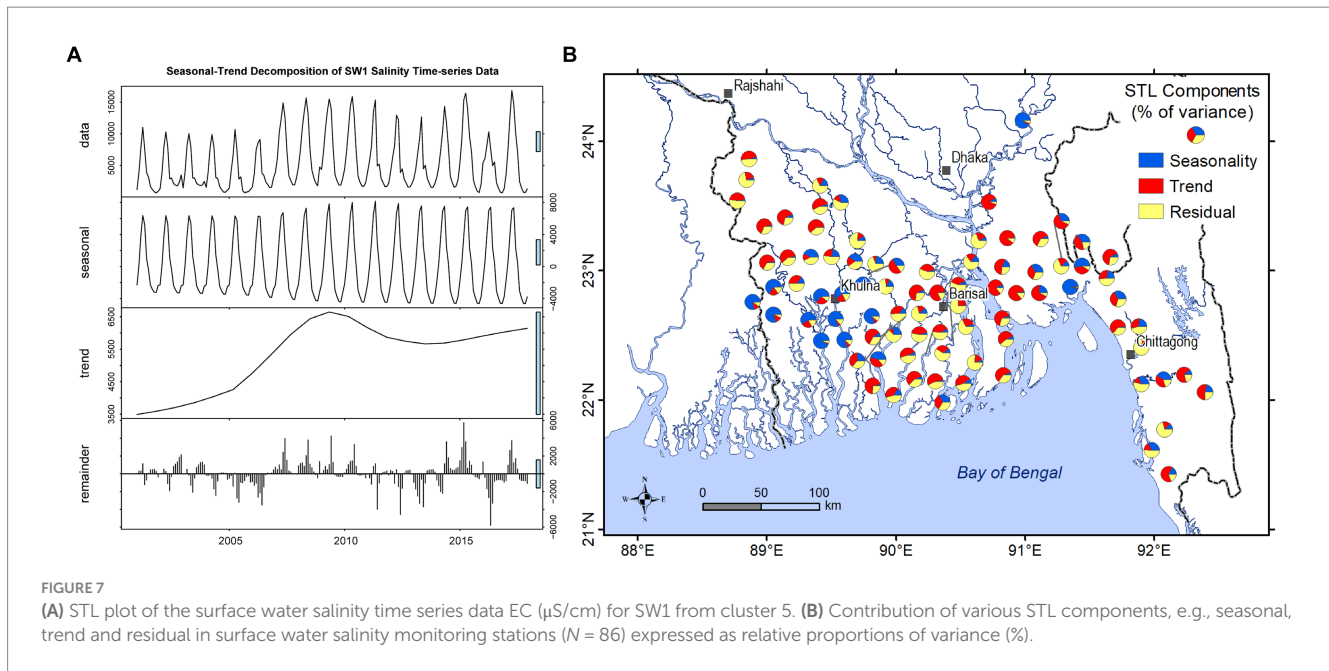 A
Seasonal-Trend Decomposition of SW1 Salinity Time-series Data
data
5000 10000 15000
seasonal
-4000 0 4000 8000
trend
3500 4500 5500 6500
remainder
-6000 -2000 2000 6000
2005 2010 2015
B
STL Components
(% of variance)
Seasonality
Trend
Residual
Rajshahi
Dhaka
Khulna
Barisal
Chittagong
Bay of Bengal
N
W E
S
0 50 100
km
24°N
23°N
22°N
21°N
88°E 89°E 90°E 91°E 92°E
FIGURE 7
(A) STL plot of the surface water salinity time series data EC (μS/cm) for SW1 from cluster 5. (B) Contribution of various STL components, e.g., seasonal,
trend and residual in surface water salinity monitoring stations (N = 86) expressed as relative proportions of variance (%).